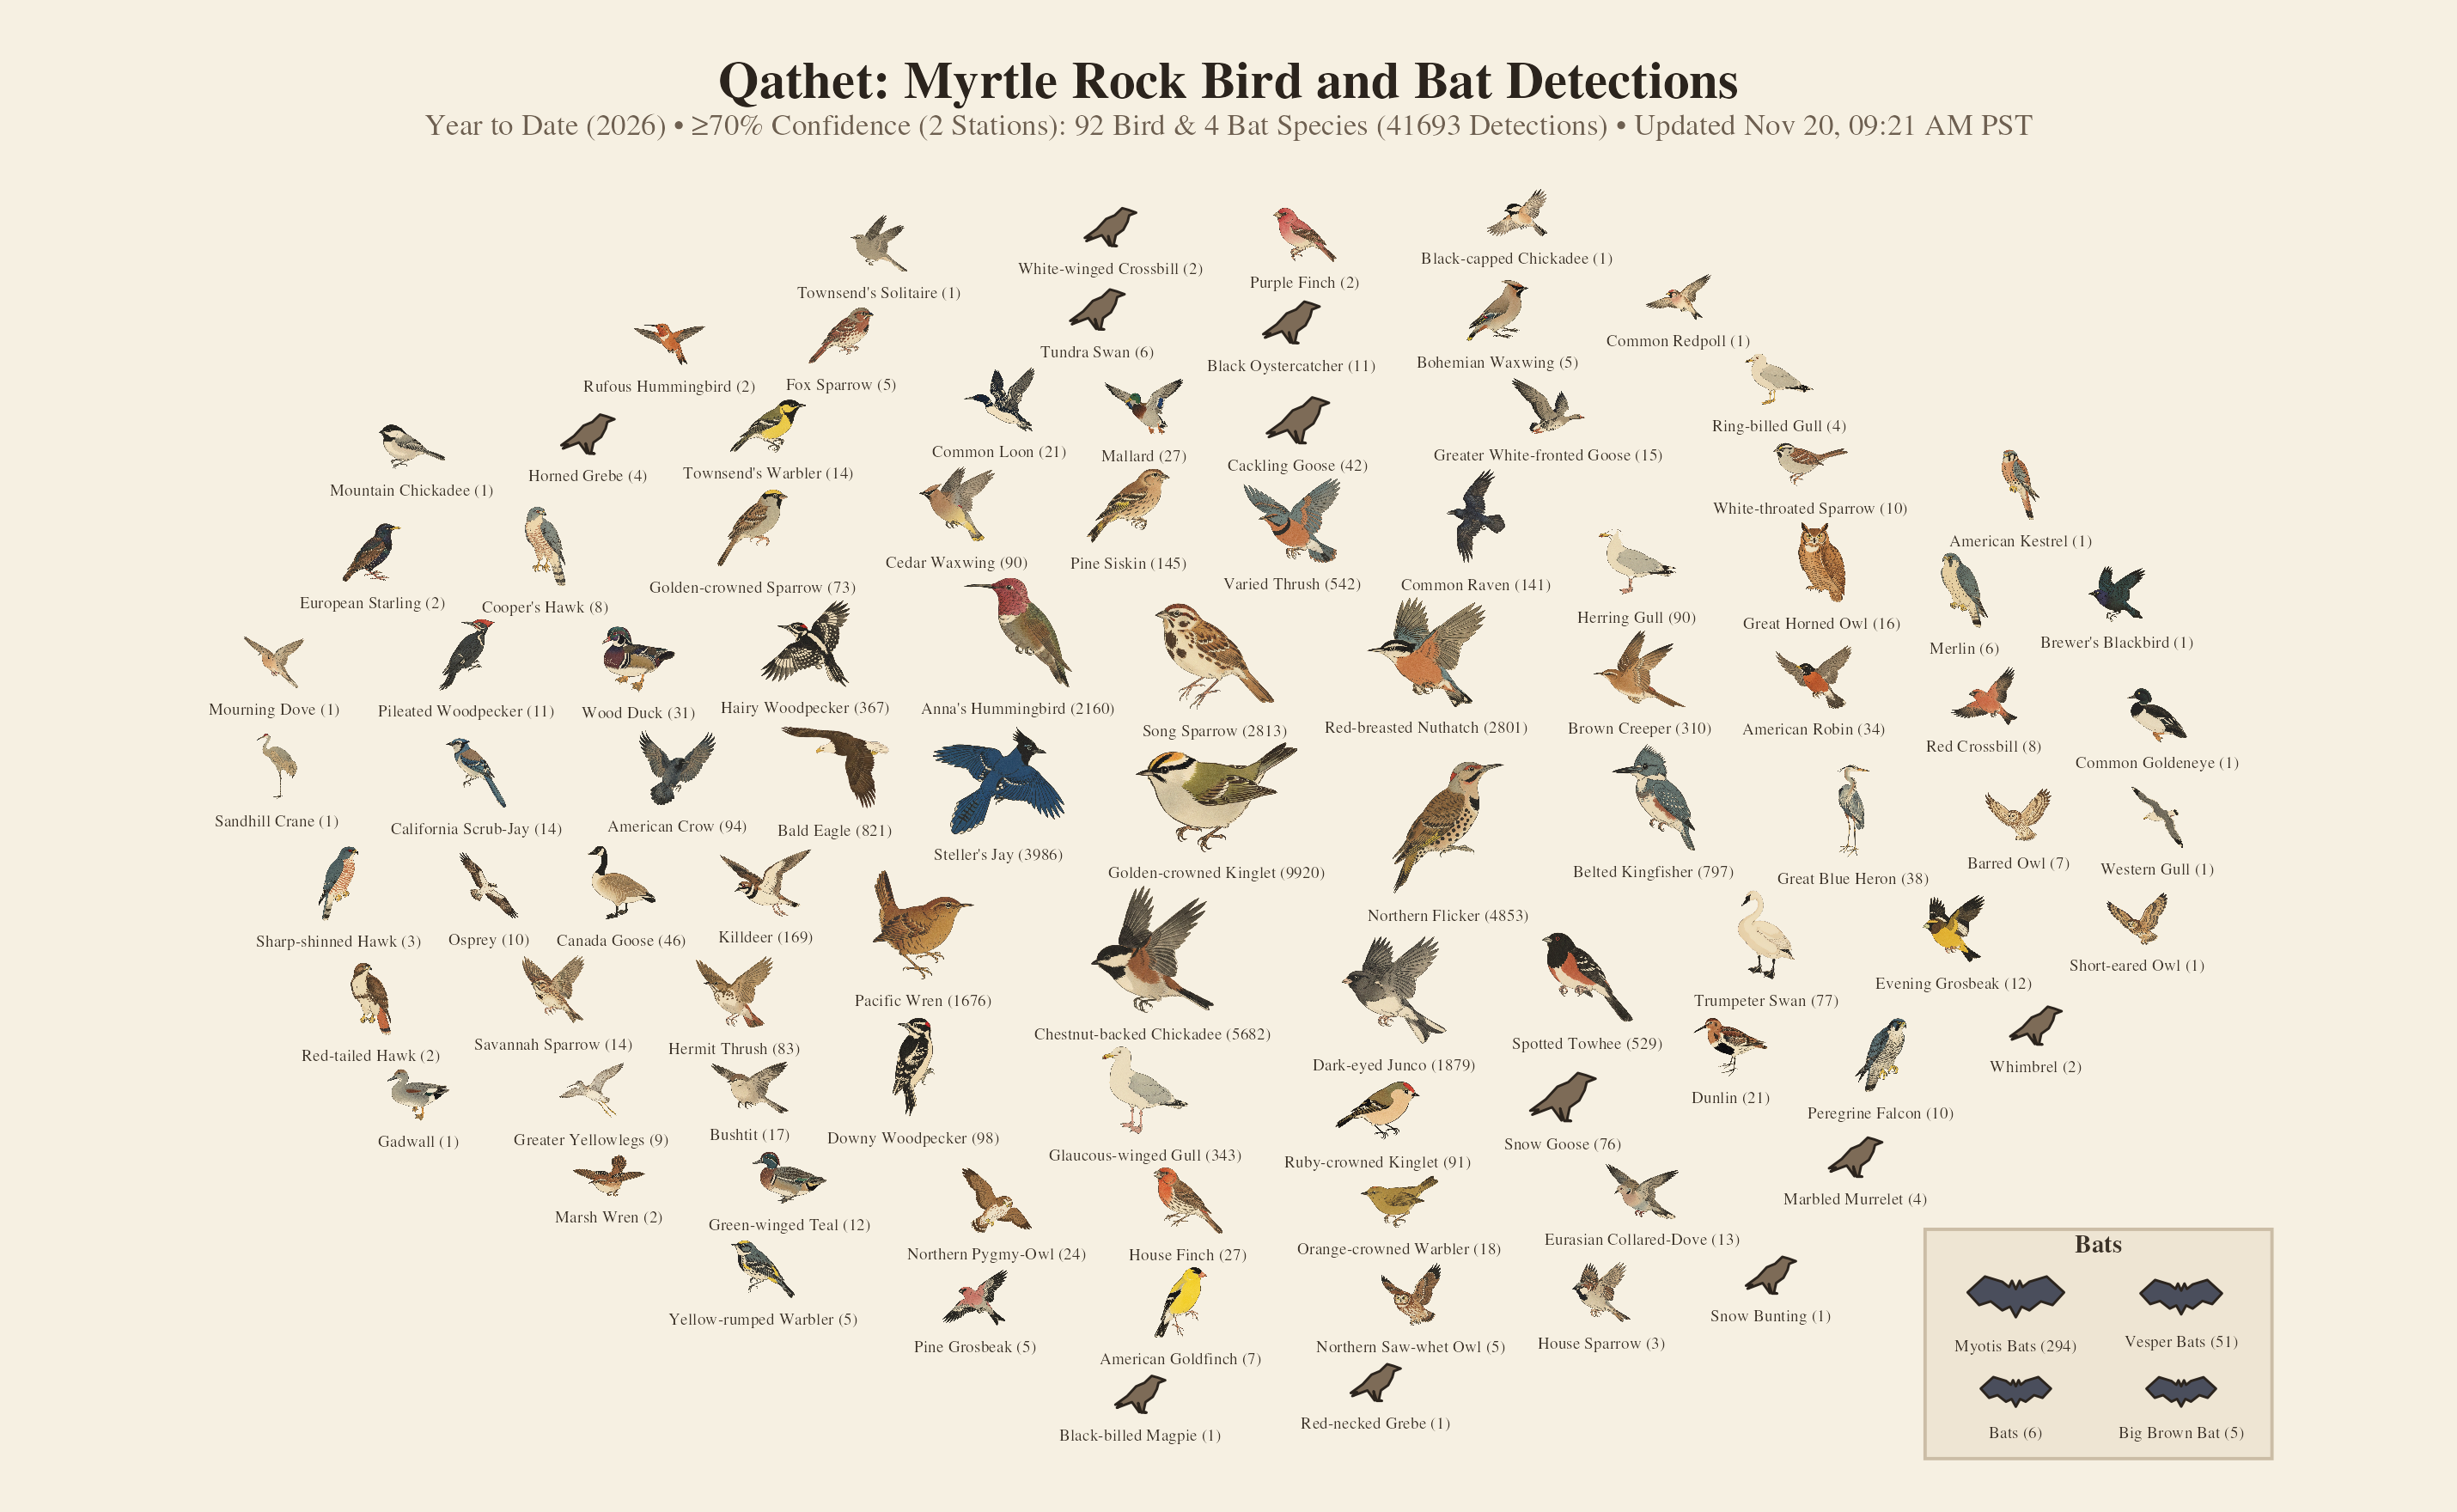 Qathet: Myrtle Rock Bird and Bat Detections
Year to Date (2026) • ≥70% Confidence (2 Stations): 92 Bird & 4 Bat Species (41693 Detections) • Updated Nov 20, 09:21 AM PST
Black-capped Chickadee (1)
White-winged Crossbill (2)
Purple Finch (2)
Townsend's Solitaire (1)
Common Redpoll (1)
Tundra Swan (6)
Bohemian Waxwing (5)
Black Oystercatcher (11)
Fox Sparrow (5)
Rufous Hummingbird (2)
Ring-billed Gull (4)
Common Loon (21)
Greater White-fronted Goose (15)
Mallard (27)
Cackling Goose (42)
Townsend's Warbler (14)
Horned Grebe (4)
Mountain Chickadee (1)
White-throated Sparrow (10)
American Kestrel (1)
Cedar Waxwing (90)
Pine Siskin (145)
Varied Thrush (542)
Common Raven (141)
Golden-crowned Sparrow (73)
European Starling (2)
Cooper's Hawk (8)
Herring Gull (90)
Great Horned Owl (16)
Brewer's Blackbird (1)
Merlin (6)
Hairy Woodpecker (367)
Anna's Hummingbird (2160)
Mourning Dove (1)
Pileated Woodpecker (11)
Wood Duck (31)
Red-breasted Nuthatch (2801)
Brown Creeper (310)
American Robin (34)
Song Sparrow (2813)
Red Crossbill (8)
Common Goldeneye (1)
Sandhill Crane (1)
American Crow (94)
California Scrub-Jay (14)
Bald Eagle (821)
Steller's Jay (3986)
Barred Owl (7)
Western Gull (1)
Golden-crowned Kinglet (9920)
Belted Kingfisher (797)
Great Blue Heron (38)
Northern Flicker (4853)
Killdeer (169)
Sharp-shinned Hawk (3)
Osprey (10)
Canada Goose (46)
Short-eared Owl (1)
Evening Grosbeak (12)
Pacific Wren (1676)
Trumpeter Swan (77)
Chestnut-backed Chickadee (5682)
Spotted Towhee (529)
Savannah Sparrow (14)
Hermit Thrush (83)
Red-tailed Hawk (2)
Dark-eyed Junco (1879)
Whimbrel (2)
Dunlin (21)
Peregrine Falcon (10)
Bushtit (17)
Downy Woodpecker (98)
Greater Yellowlegs (9)
Gadwall (1)
Snow Goose (76)
Glaucous-winged Gull (343)
Ruby-crowned Kinglet (91)
Marbled Murrelet (4)
Marsh Wren (2)
Green-winged Teal (12)
Eurasian Collared-Dove (13)
Orange-crowned Warbler (18)
Northern Pygmy-Owl (24)
House Finch (27)
Snow Bunting (1)
Yellow-rumped Warbler (5)
House Sparrow (3)
Pine Grosbeak (5)
Northern Saw-whet Owl (5)
American Goldfinch (7)
Red-necked Grebe (1)
Black-billed Magpie (1)
Bats
Myotis Bats (294)
Vesper Bats (51)
Bats (6)
Big Brown Bat (5)